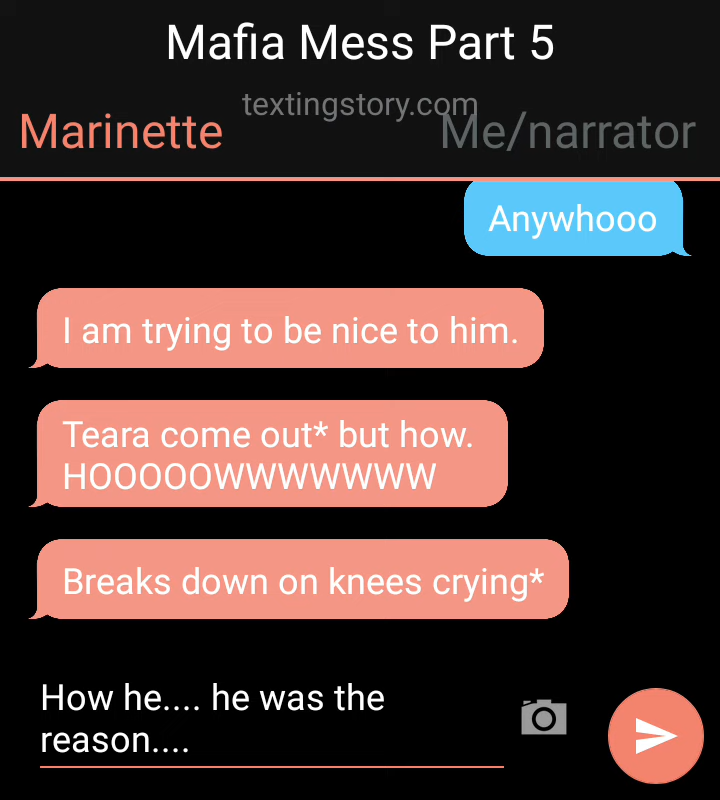 Mafia Mess Part 5
textingstory.com
Marinette
Me/narrator
Anywhooo
I am trying to be nice to him.
Teara come out* but how.
HOOOOOWWWWWWW
Breaks down on knees crying*
How he.... he was the
reason....